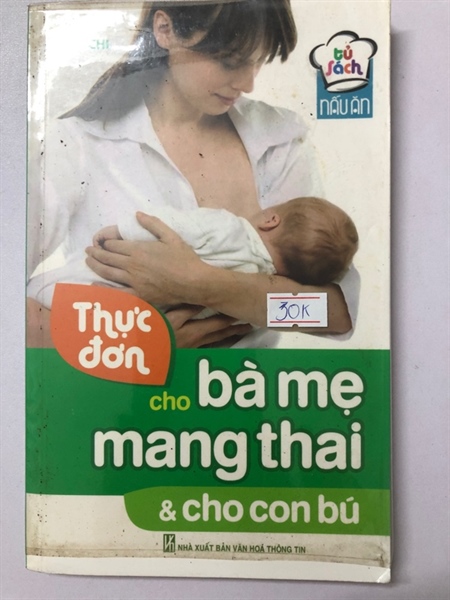 tủ
sách
NẤU ĂN
30K
Thực
đơn
cho bà mẹ
mang thai
& cho con bú
NHÀ XUẤT BẢN VĂN HOÁ THÔNG TIN